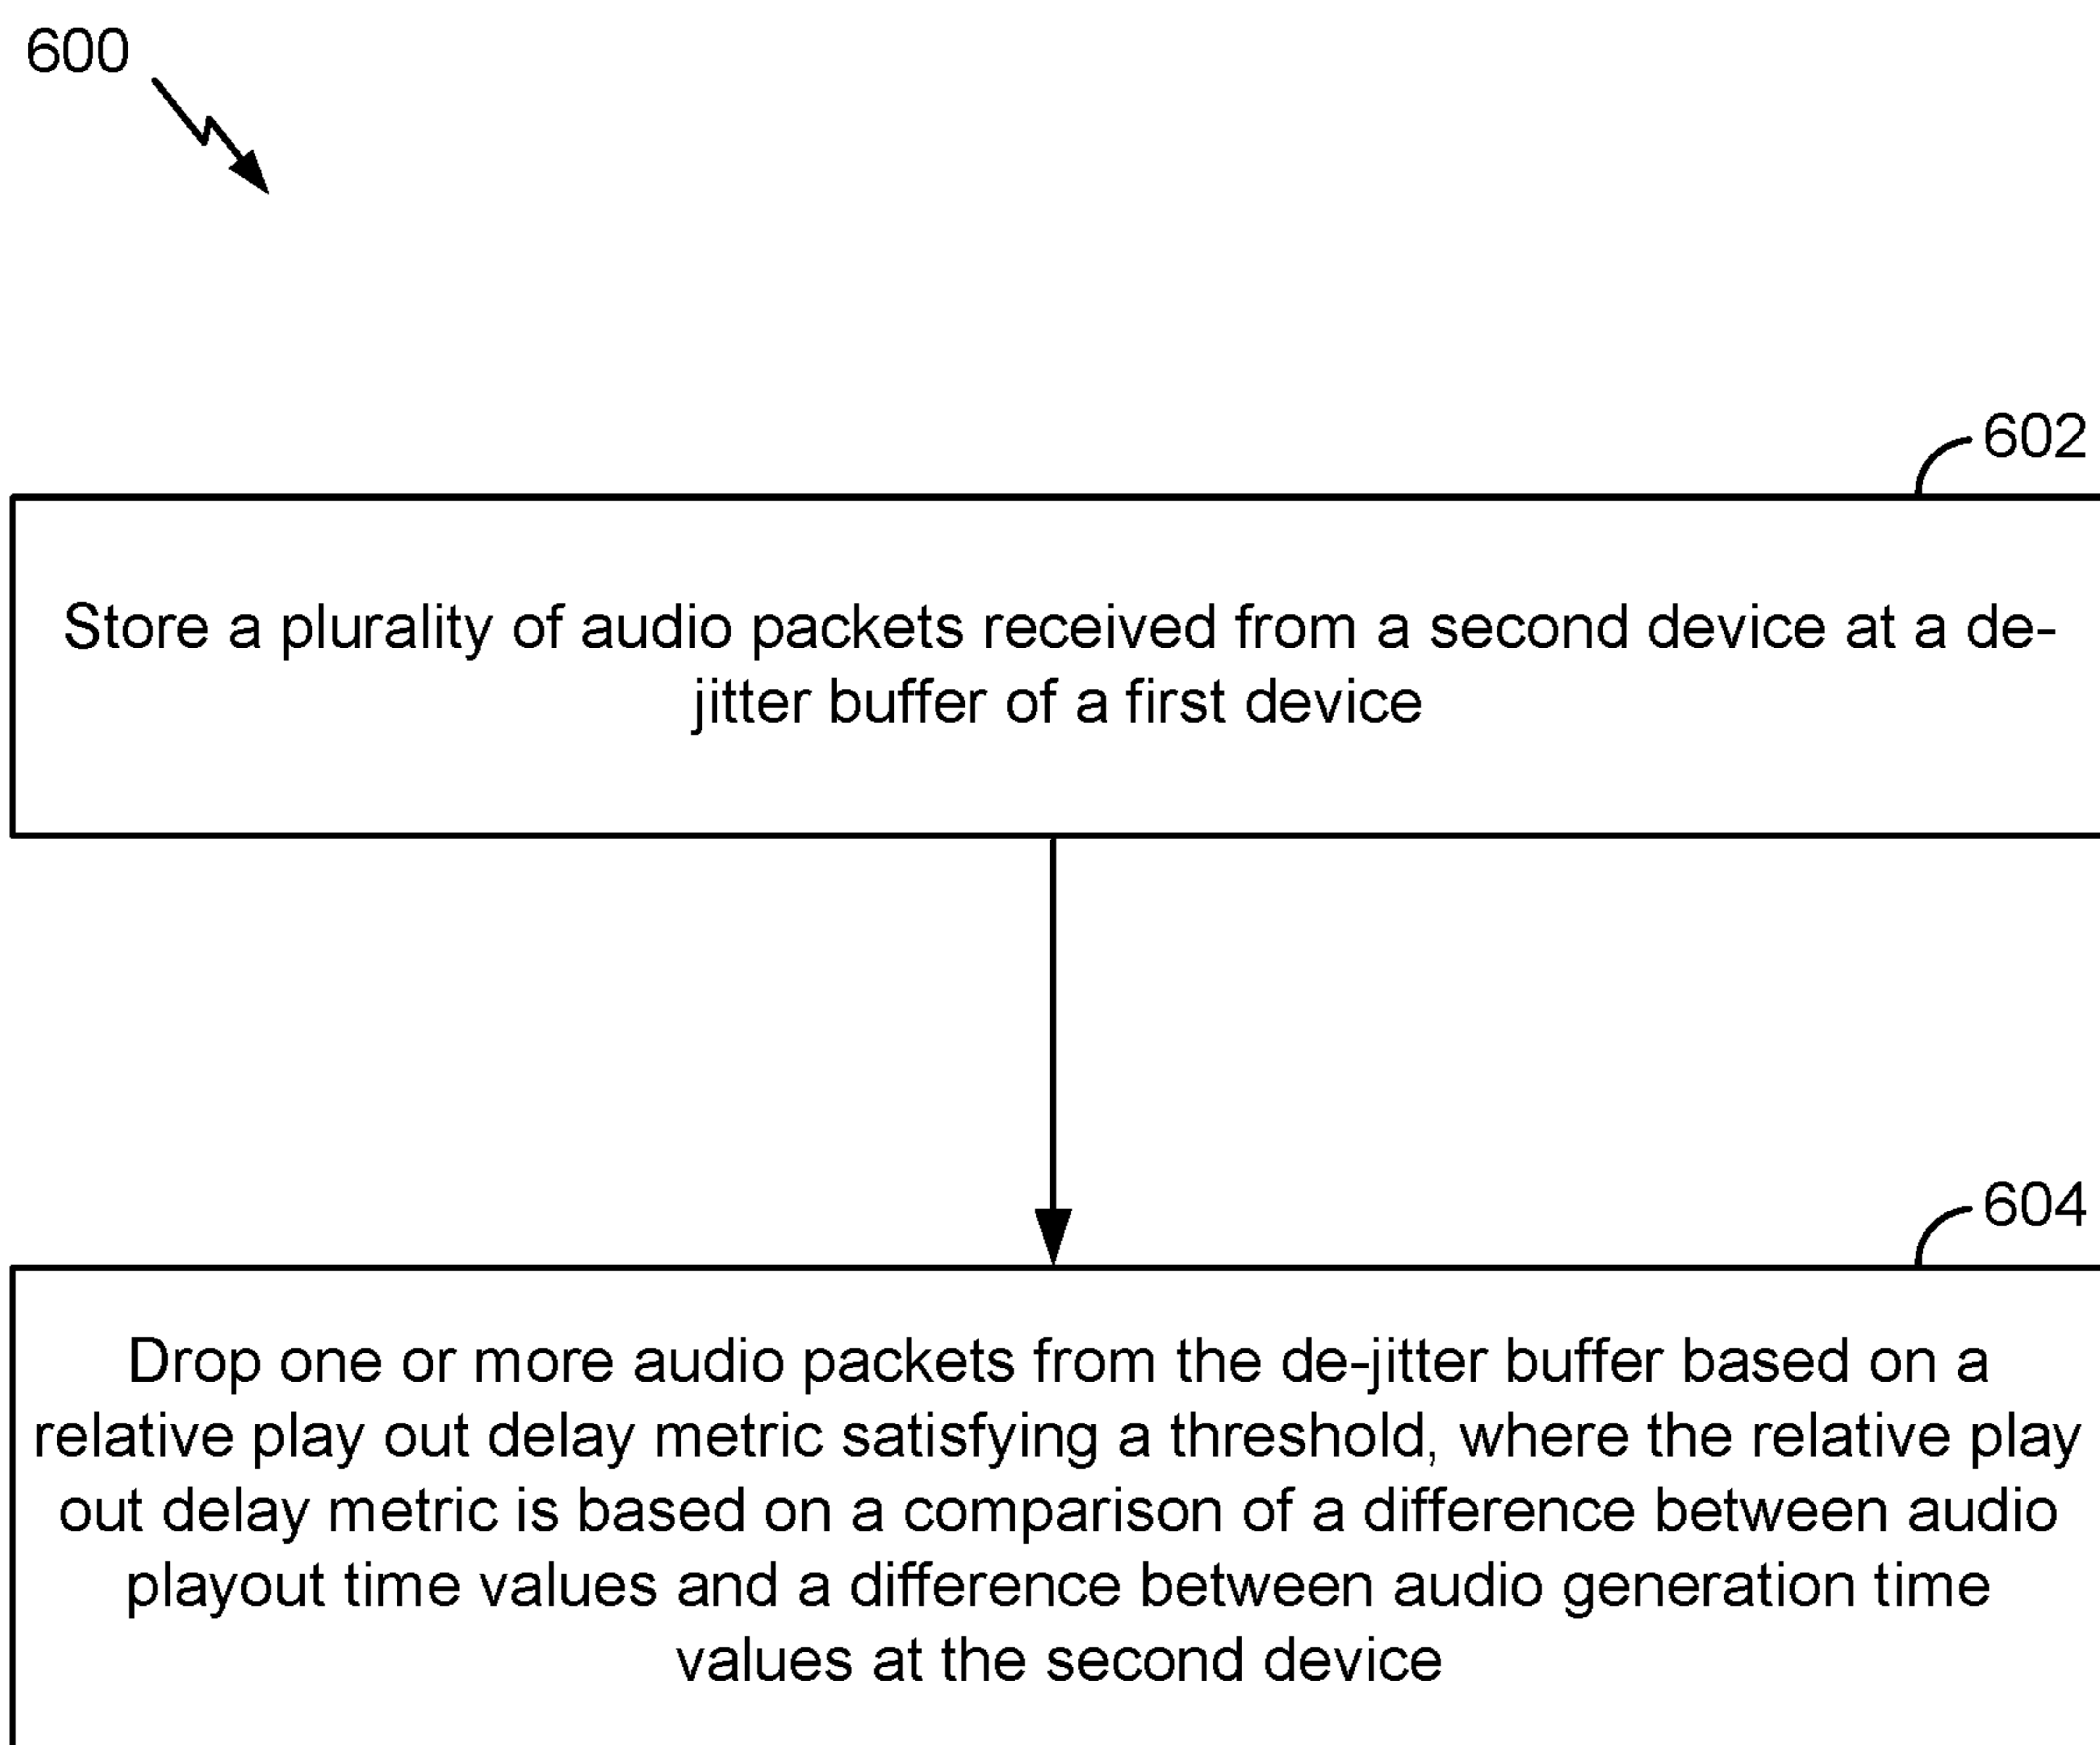 600
602
Store a plurality of audio packets received from a second device at a de-
jitter buffer of a first device
604
Drop one or more audio packets from the de-jitter buffer based on a
relative play out delay metric satisfying a threshold, where the relative play
out delay metric is based on a comparison of a difference between audio
playout time values and a difference between audio generation time
values at the second device